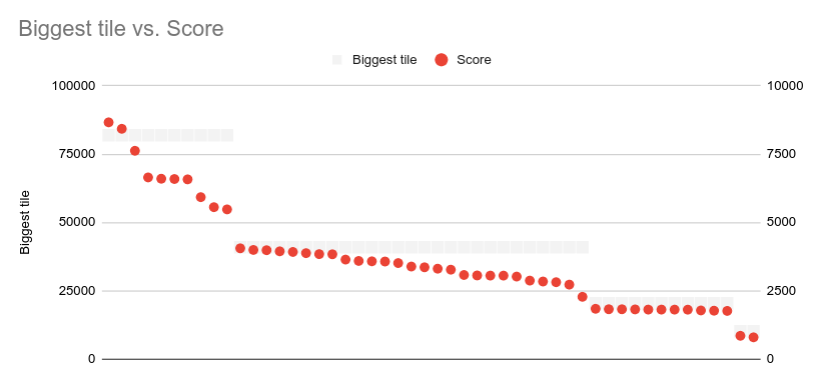 Biggest tile vs. Score
Biggest tile Score
100000 10000
75000 7500
50000 5000
25000 2500
0 0
Biggest tile